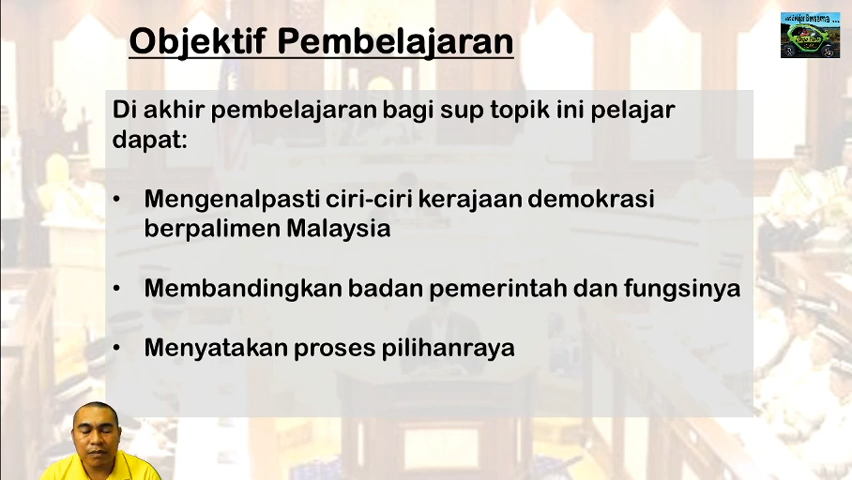 Objektif Pembelajaran
Di akhir pembelajaran bagi sup topik ini pelajar
dapat:
• Mengenalpasti ciri-ciri kerajaan demokrasi
berpalimen Malaysia
• Membandingkan badan pemerintah dan fungsinya
• Menyatakan proses pilihanraya